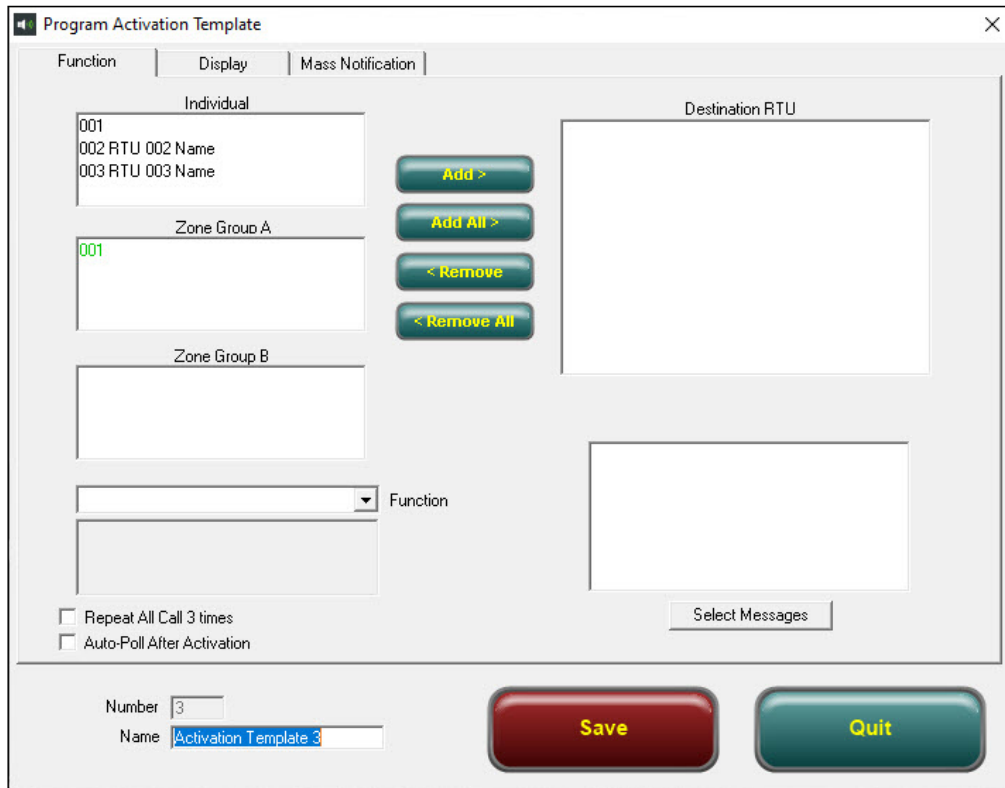 Program Activation Template
Function
Display
Mass Notification
Individual
001
002 RTU 002 Name
003 RTU 003 Name
Zone Group A
001
Zone Group B
Function
Repeat All Call 3 times
Auto-Poll After Activation
Add >
Add All >
< Remove
< Remove All
Destination RTU
Select Messages
Number 3
Name Activation Template 3
Save
Quit